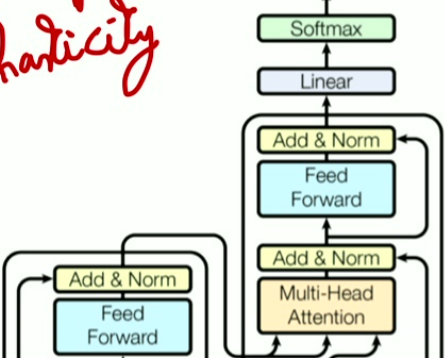 Softmax
Linear
Add & Norm
Feed
Forward
Add & Norm
Multi-Head
Attention
Add & Norm
Feed
Forward